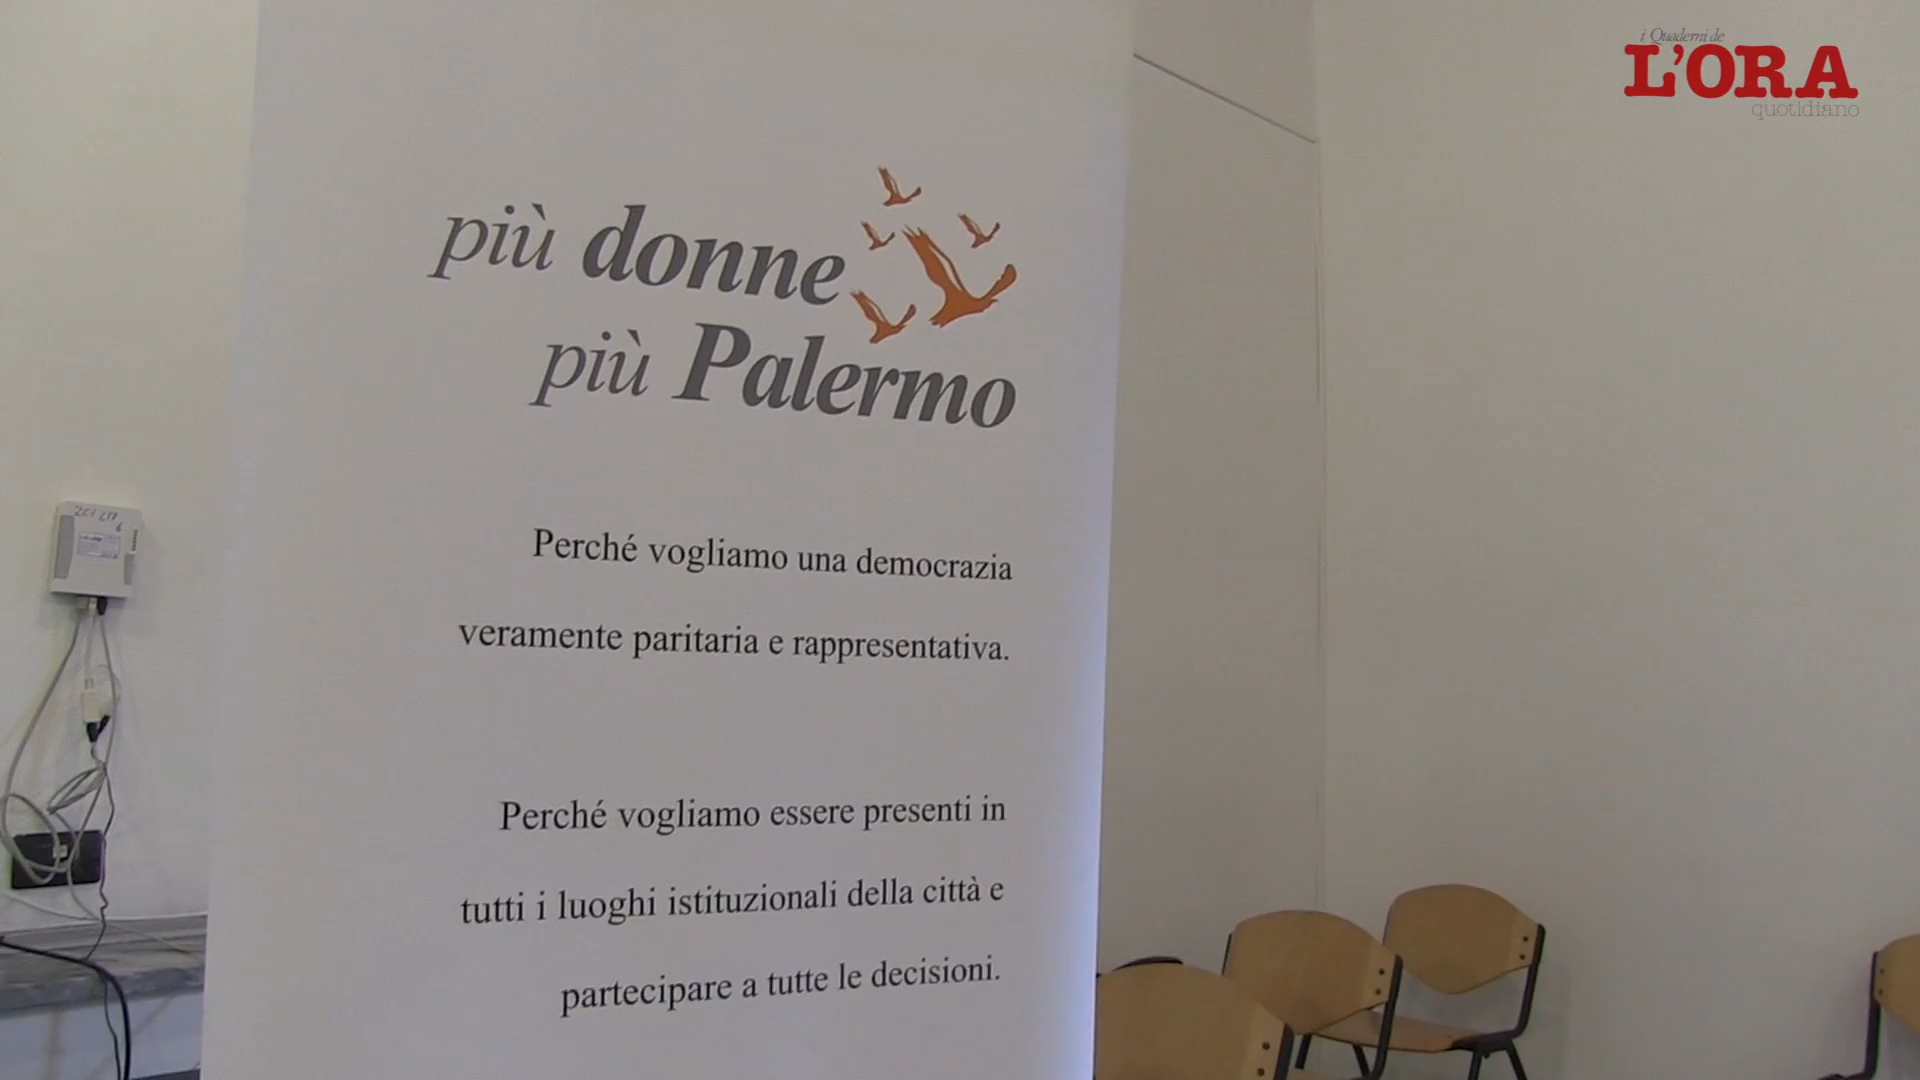 i Quaderni de
L'ORA
quotidiano
più donne
più Palermo
Perché vogliamo una democrazia
veramente paritaria e rappresentativa.
Perché vogliamo essere presenti in
tutti i luoghi istituzionali della città e
partecipare a tutte le decisioni.